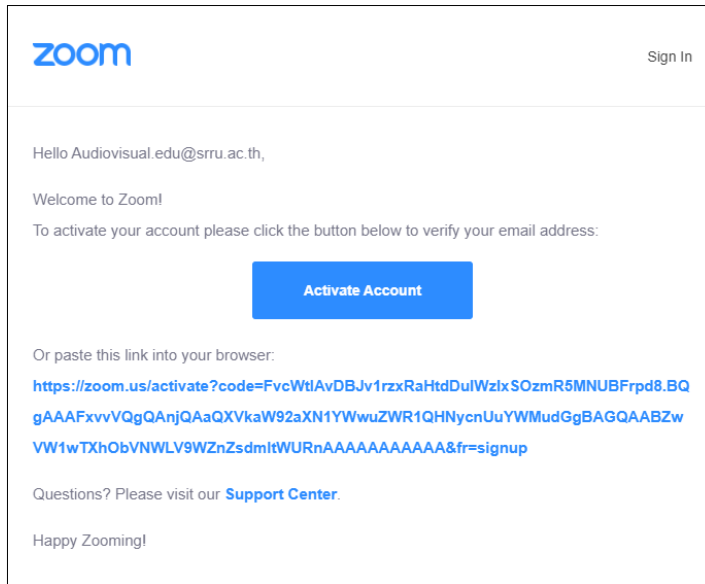 zoom
Sign In
Hello Audiovisual.edu@srru.ac.th,
Welcome to Zoom!
To activate your account please click the button below to verify your email address:
Activate Account
Or paste this link into your browser:
https://zoom.us/activate?code=FvcWtlAvDBJv1rzxRaHtdDulWzlxSOzmR5MNUBFrpd8.BQ
gAAAFxvvVQgQAnjQAaQXVkaW92aXN1YWwuZWR1QHNycnUuYWMudGgBAGQAABZw
VW1wTXhObVNWLV9WZnZsdmltWURnAAAAAAAAAAA&fr=signup
Questions? Please visit our Support Center.
Happy Zooming!